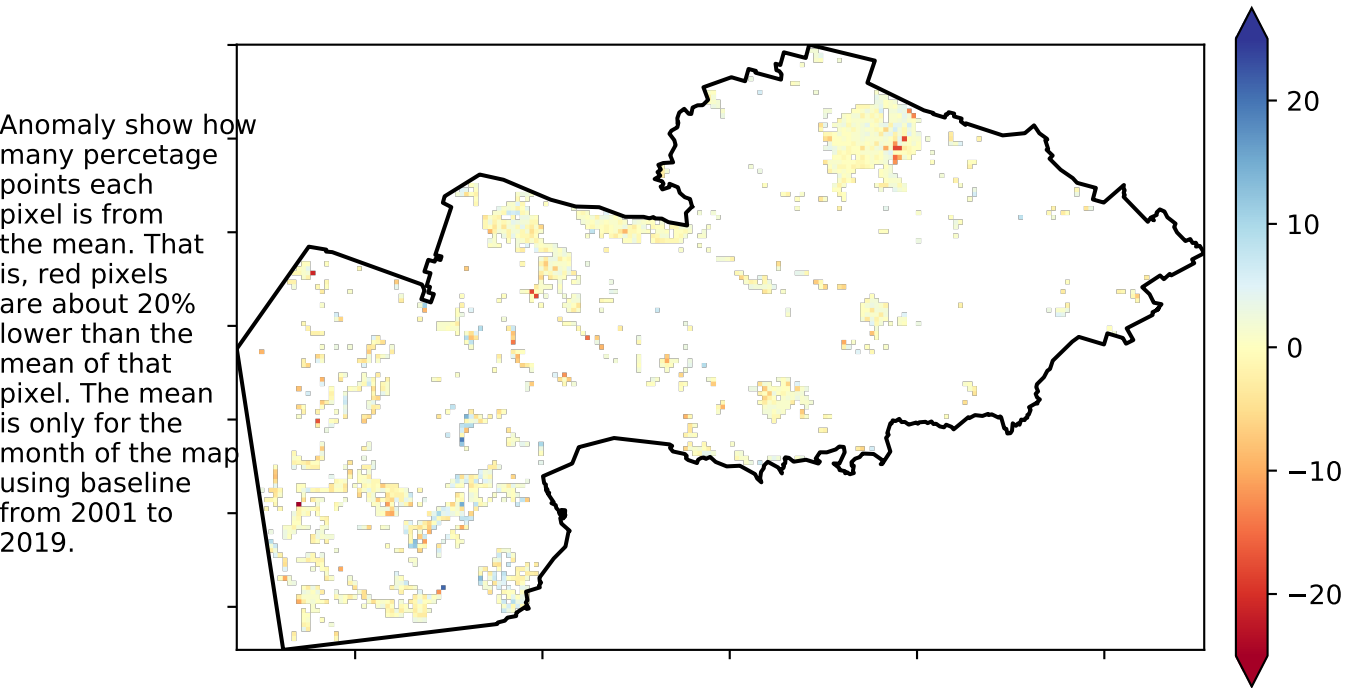 Anomaly show how
many percetage
points each
pixel is from
the mean. That
is, red pixels
are about 20%
lower than the
mean of that
pixel. The mean
is only for the
month of the map
using baseline
from 2001 to
2019.
20
10
0
−10
−20